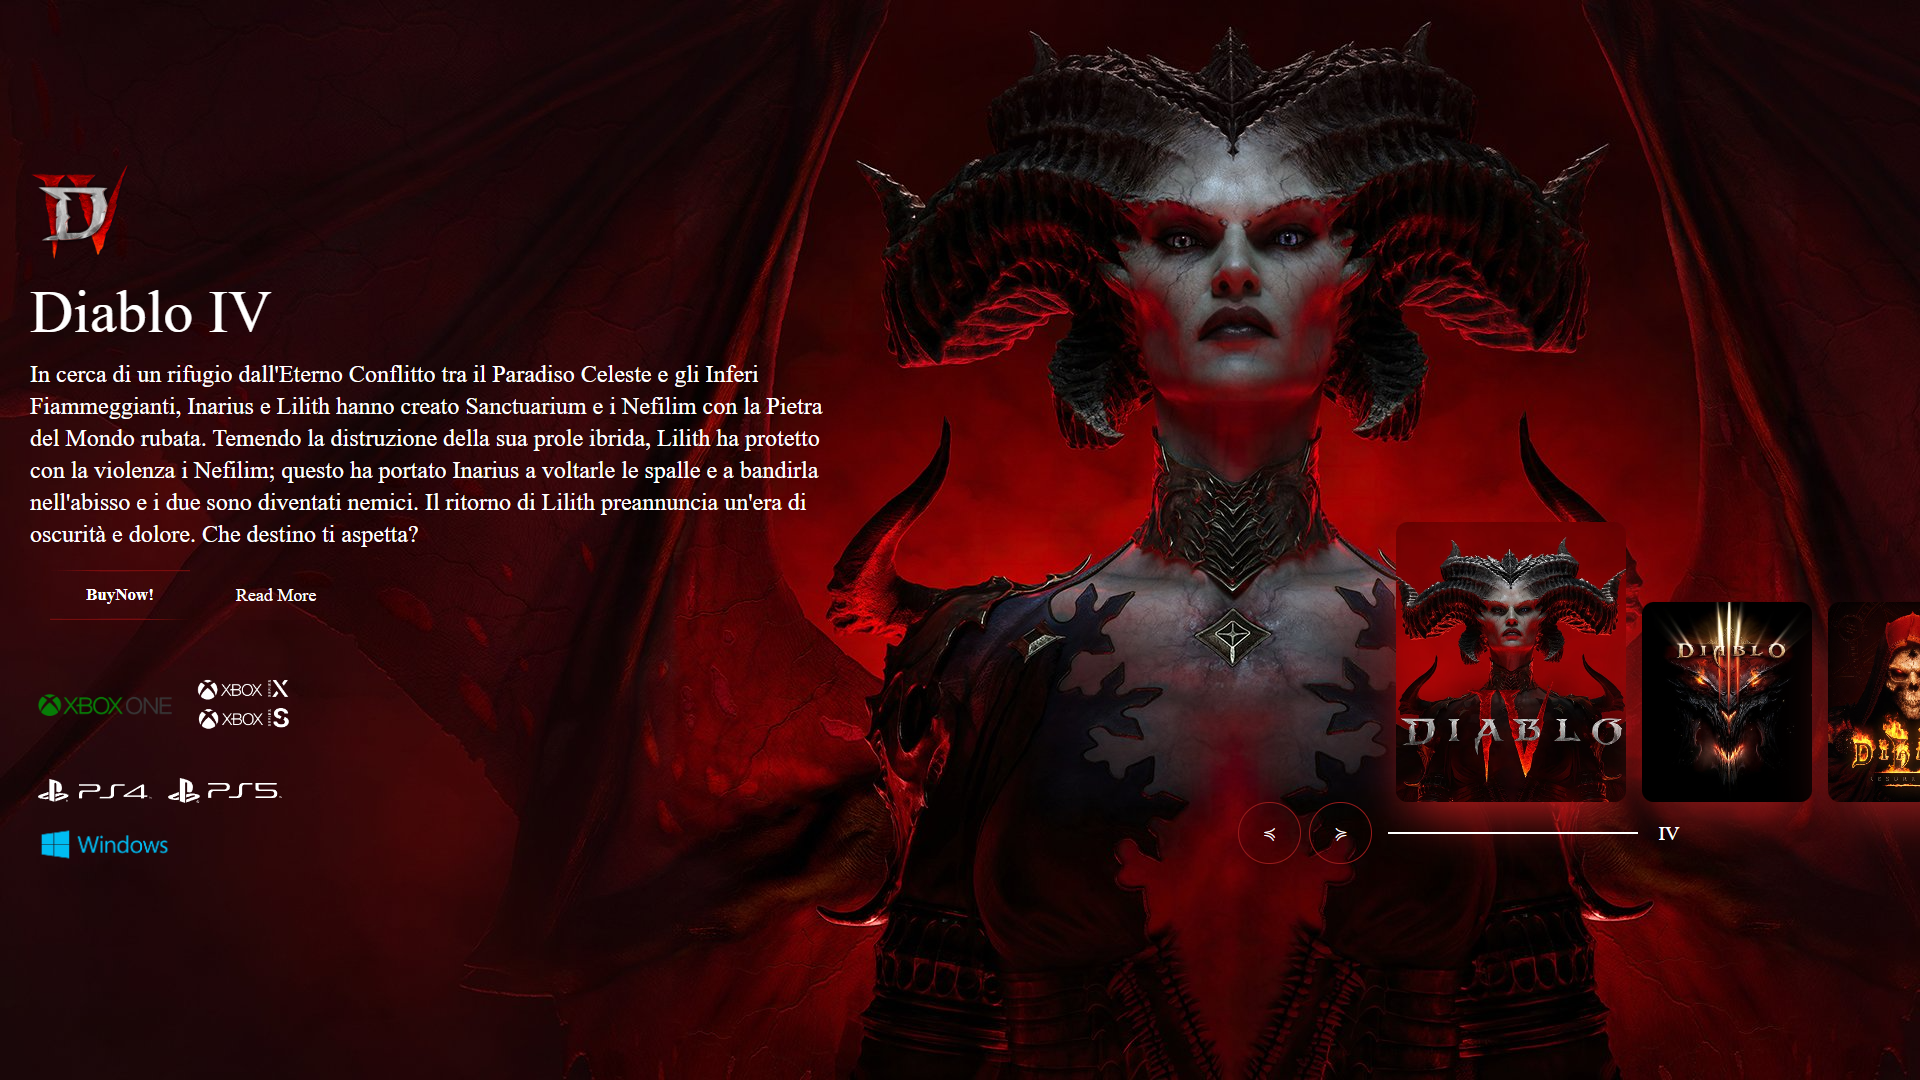 Diablo IV
In cerca di un rifugio dall'Eterno Conflitto tra il Paradiso Celeste e gli Inferi
Fiammeggianti, Inarius e Lilith hanno creato Sanctuarium e i Nefilim con la Pietra
del Mondo rubata. Temendo la distruzione della sua prole ibrida, Lilith ha protetto
con la violenza i Nefilim; questo ha portato Inarius a voltarle le spalle e a bandirla
nell'abisso e i due sono diventati nemici. Il ritorno di Lilith preannuncia un'era di
oscurità e dolore. Che destino ti aspetta?
BuyNow!
Read More
XBOX ONE
XBOX SERIES X
XBOX SERIES S
PS4
PS5
Windows
DIABLO
IV
DIABLO
IV